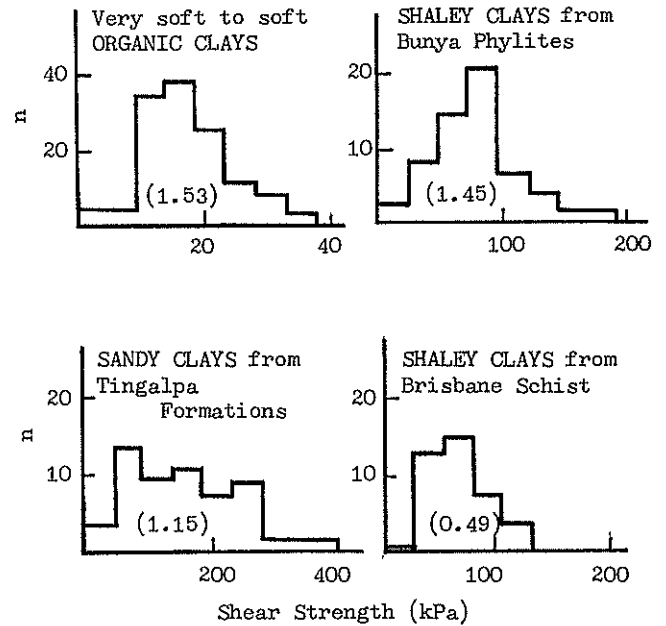 Very soft to soft
ORGANIC CLAYS
n
40
20
(1.53)
20
40
SHALEY CLAYS from
Bunya Phylites
20
10
(1.45)
100
200
SANDY CLAYS from
Tingalpa
Formations
n
20
10
(1.15)
200
400
SHALEY CLAYS from
Brisbane Schist
20
10
(0.49)
100
200
Shear Strength (kPa)